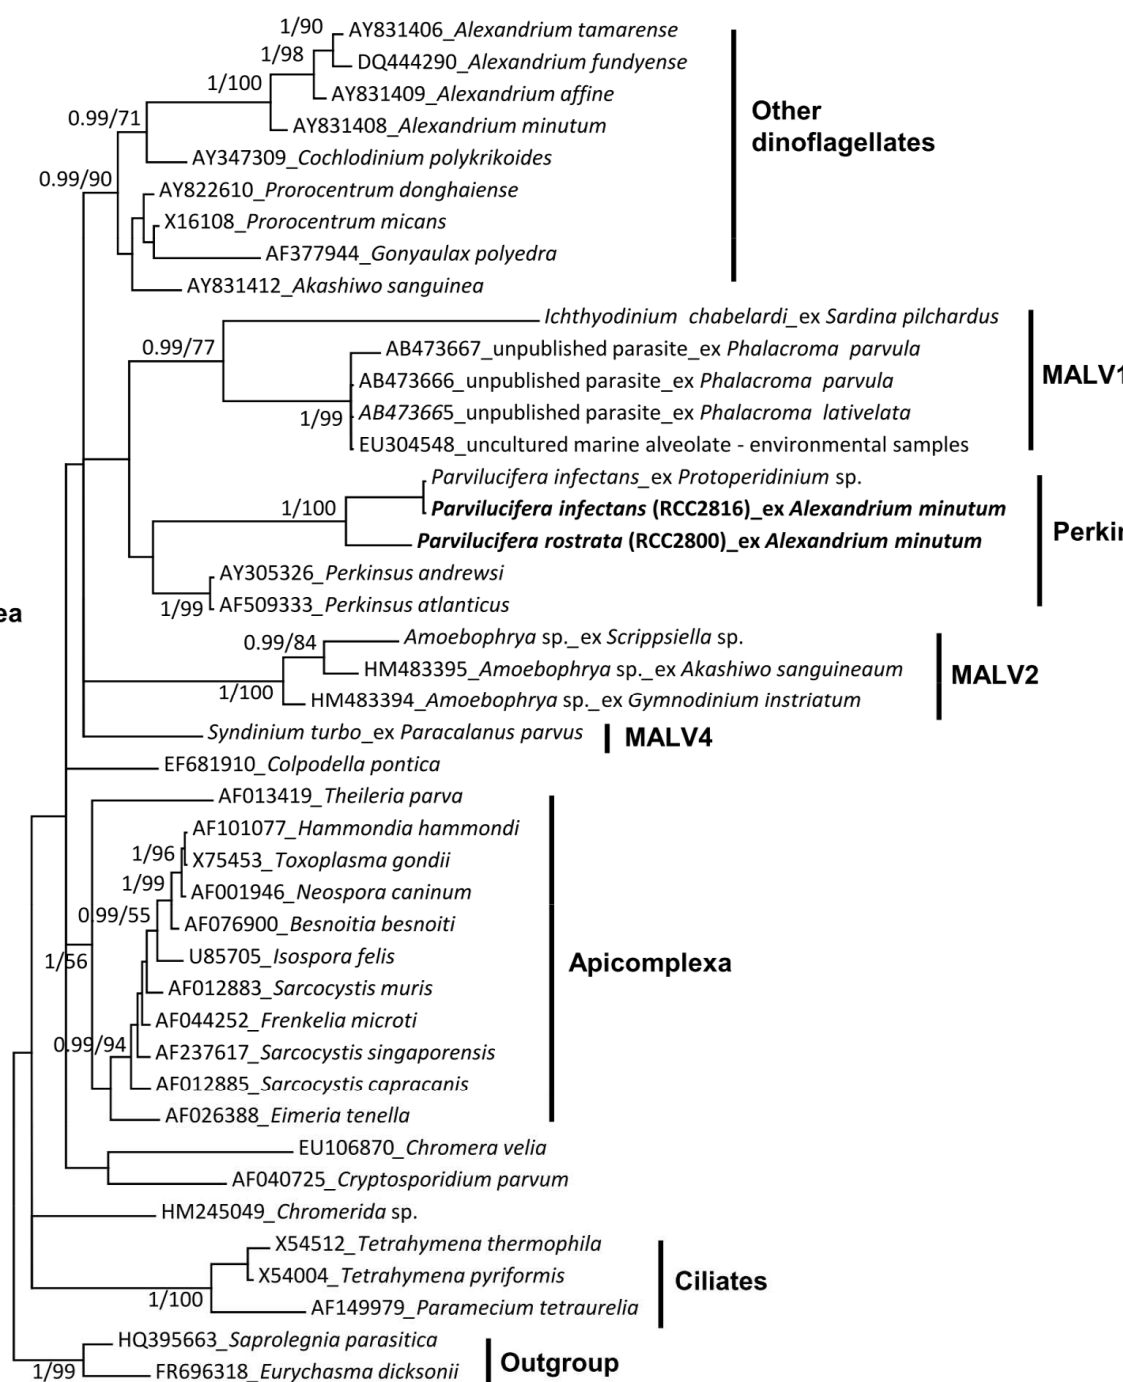 1/90
AY831406_Alexandrium tamarense
1/98
DQ444290_Alexandrium fundyense
1/100
AY831409_Alexandrium affine
0.99/71
AY831408_Alexandrium minutum
Other
dinoflagellates
AY347309_Cochlodinium polykrikoides
0.99/90
AY822610_Prorocentrum donghaiense
X16108_Prorocentrum micans
AF377944_Gonyaulax polyedra
AY831412_Akashiwo sanguinea
Ichthyodinium chabelardi_ex Sardina pilchardus
0.99/77
AB473667_unpublished parasite_ex Phalacroma parvula
AB473666_unpublished parasite_ex Phalacroma parvula
MALV1
AB473665_unpublished parasite_ex Phalacroma lativelata
1/99
EU304548_uncultured marine alveolate - environmental samples
Parvilucifera infectans_ex Protoperidinium sp.
1/100
Parvilucifera infectans (RCC2816)_ex Alexandrium minutum
Parvilucifera rostrata (RCC2800)_ex Alexandrium minutum
Perkin
AY305326_Perkinsus andrewsi
1/99
AF509333_Perkinsus atlanticus
ea
0.99/84
Amoebophrya sp._ex Scrippsiella sp.
HM483395_Amoebophrya sp._ex Akashiwo sanguineaum
MALV2
1/100
HM483394_Amoebophrya sp._ex Gymnodinium instriatum
Syndinium turbo_ex Paracalanus parvus
MALV4
EF681910_Colpodella pontica
AF013419_Theileria parva
AF101077_Hammondia hammondi
1/96
X75453_Toxoplasma gondii
1/99
AF001946_Neospora caninum
0.99/55
AF076900_Besnoitia besnoiti
1/56
U85705_Isospora felis
Apicomplexa
AF012883_Sarcocystis muris
AF044252_Frenkelia microti
0.99/94
AF237617_Sarcocystis singaporensis
AF012885_Sarcocystis capracanis
AF026388_Eimeria tenella
EU106870_Chromera velia
AF040725_Cryptosporidium parvum
HM245049_Chromerida sp.
X54512_Tetrahymena thermophila
X54004_Tetrahymena pyriformis
Ciliates
1/100
AF149979_Paramecium tetraurelia
HQ395663_Saprolegnia parasitica
1/99
FR696318_Eurychasma dicksonii
Outgroup